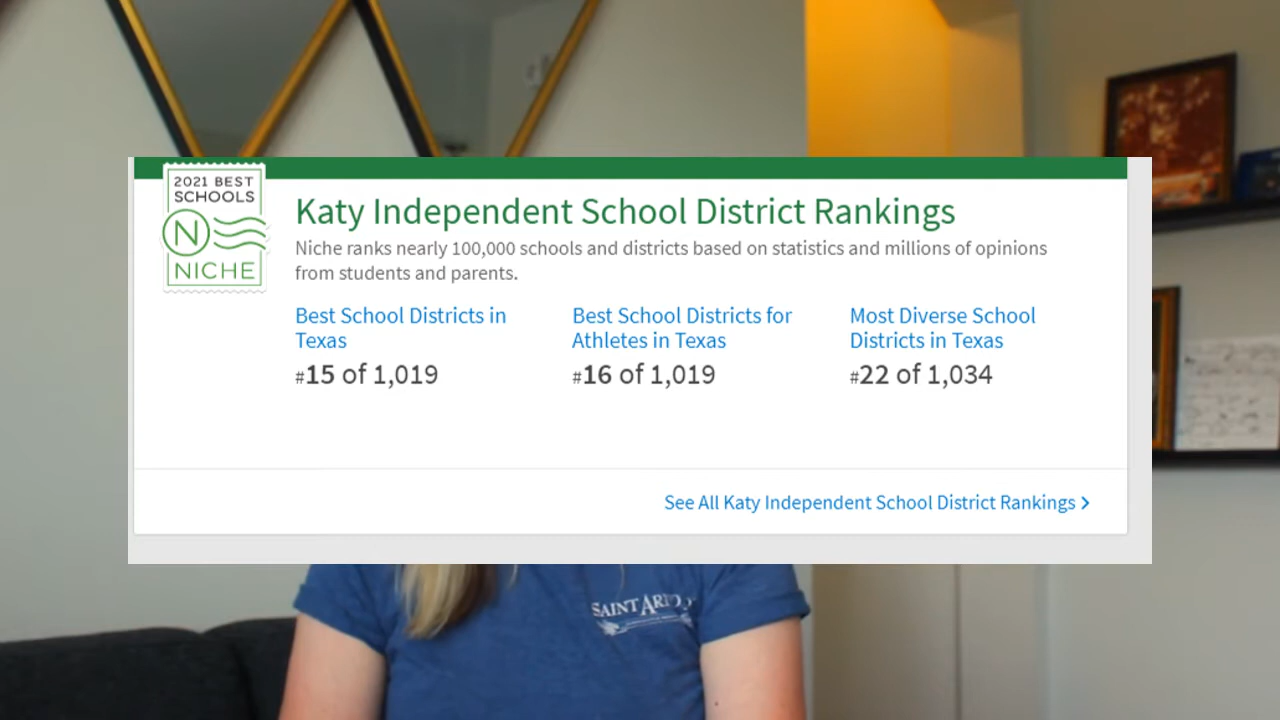 2021 BEST
SCHOOLS
N
NICHE
Katy Independent School District Rankings
Niche ranks nearly 100,000 schools and districts based on statistics and millions of opinions
from students and parents.
Best School Districts in
Texas
#15 of 1,019
Best School Districts for
Athletes in Texas
#16 of 1,019
Most Diverse School
Districts in Texas
#22 of 1,034
See All Katy Independent School District Rankings
SAINT